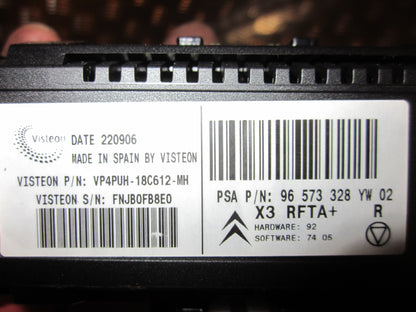 Visteon
DATE 220906
MADE IN SPAIN BY VISTEON
VISTEON P/N: VP4PUH-18C612-MH
VISTEON S/N: FNJB0FB8E0
PSA P/N: 96 573 328 YW 02
X3 RFTA+ R
HARDWARE: 92
SOFTWARE: 74 05